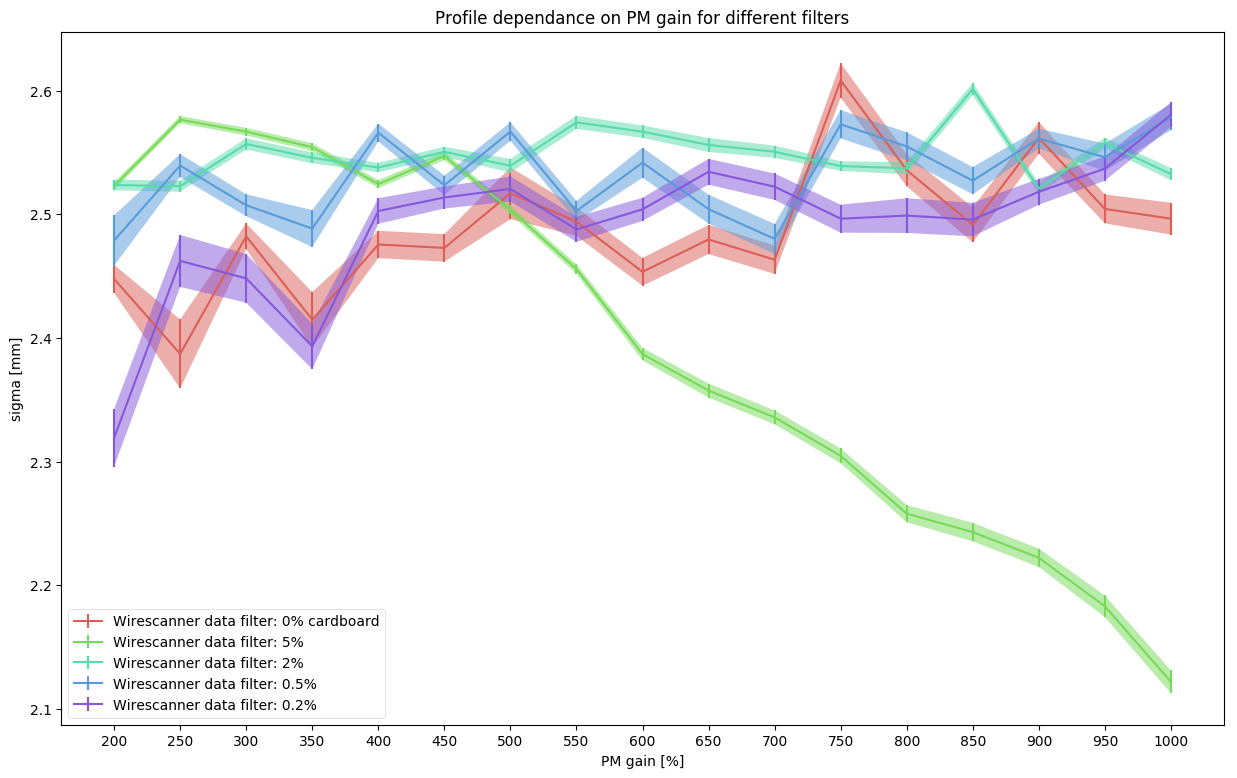 Profile dependance on PM gain for different filters
sigma [mm]
2.6
2.5
2.4
2.3
2.2
2.1
Wirescanner data filter: 0% cardboard
Wirescanner data filter: 5%
Wirescanner data filter: 2%
Wirescanner data filter: 0.5%
Wirescanner data filter: 0.2%
200 250 300 350 400 450 500 550 600 650 700 750 800 850 900 950 1000
PM gain [%]